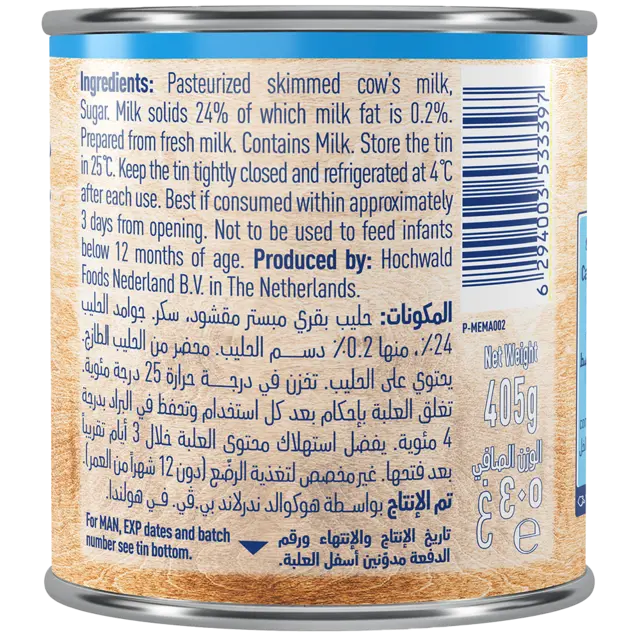 Ingredients: Pasteurized skimmed cow's milk,
Sugar. Milk solids 24% of which milk fat is 0.2%.
Prepared from fresh milk. Contains Milk. Store the tin
in 25°C. Keep the tin tightly closed and refrigerated at 4°C
after each use. Best if consumed within approximately
3 days from opening. Not to be used to feed infants
below 12 months of age. Produced by: Hochwald
Foods Nederland B.V. in The Netherlands.
المكونات: حليب بقري مبستر مقشود، سكر. جوامد الحليب
24٪، منها 0.2٪ دسم الحليب. محضر من الحليب الطازج.
يحتوي على الحليب. تخزن في درجة حرارة 25 درجة مئوية.
تغلق العلبة بإحكام بعد كل استخدام وتحفظ في البراد بدرجة
4 مئوية. يفضل استهلاك محتوى العلبة خلال 3 أيام تقريباً
بعد فتحها. غير مخصص لتغذية الرضّع (دون 12 شهراً من العمر).
تم الإنتاج بواسطة هوكوالد ندرلاند بي.ڤي. في هولندا.
For MAN, EXP dates and batch
number see tin bottom.
تاريخ الإنتاج والإنتهاء ورقم
الدفعة مدوّنين أسفل العلبة.
6 294003 533397
P-MEMA002
Net Weight
405g
الوزن الصافي
٤٠٥ غ
e